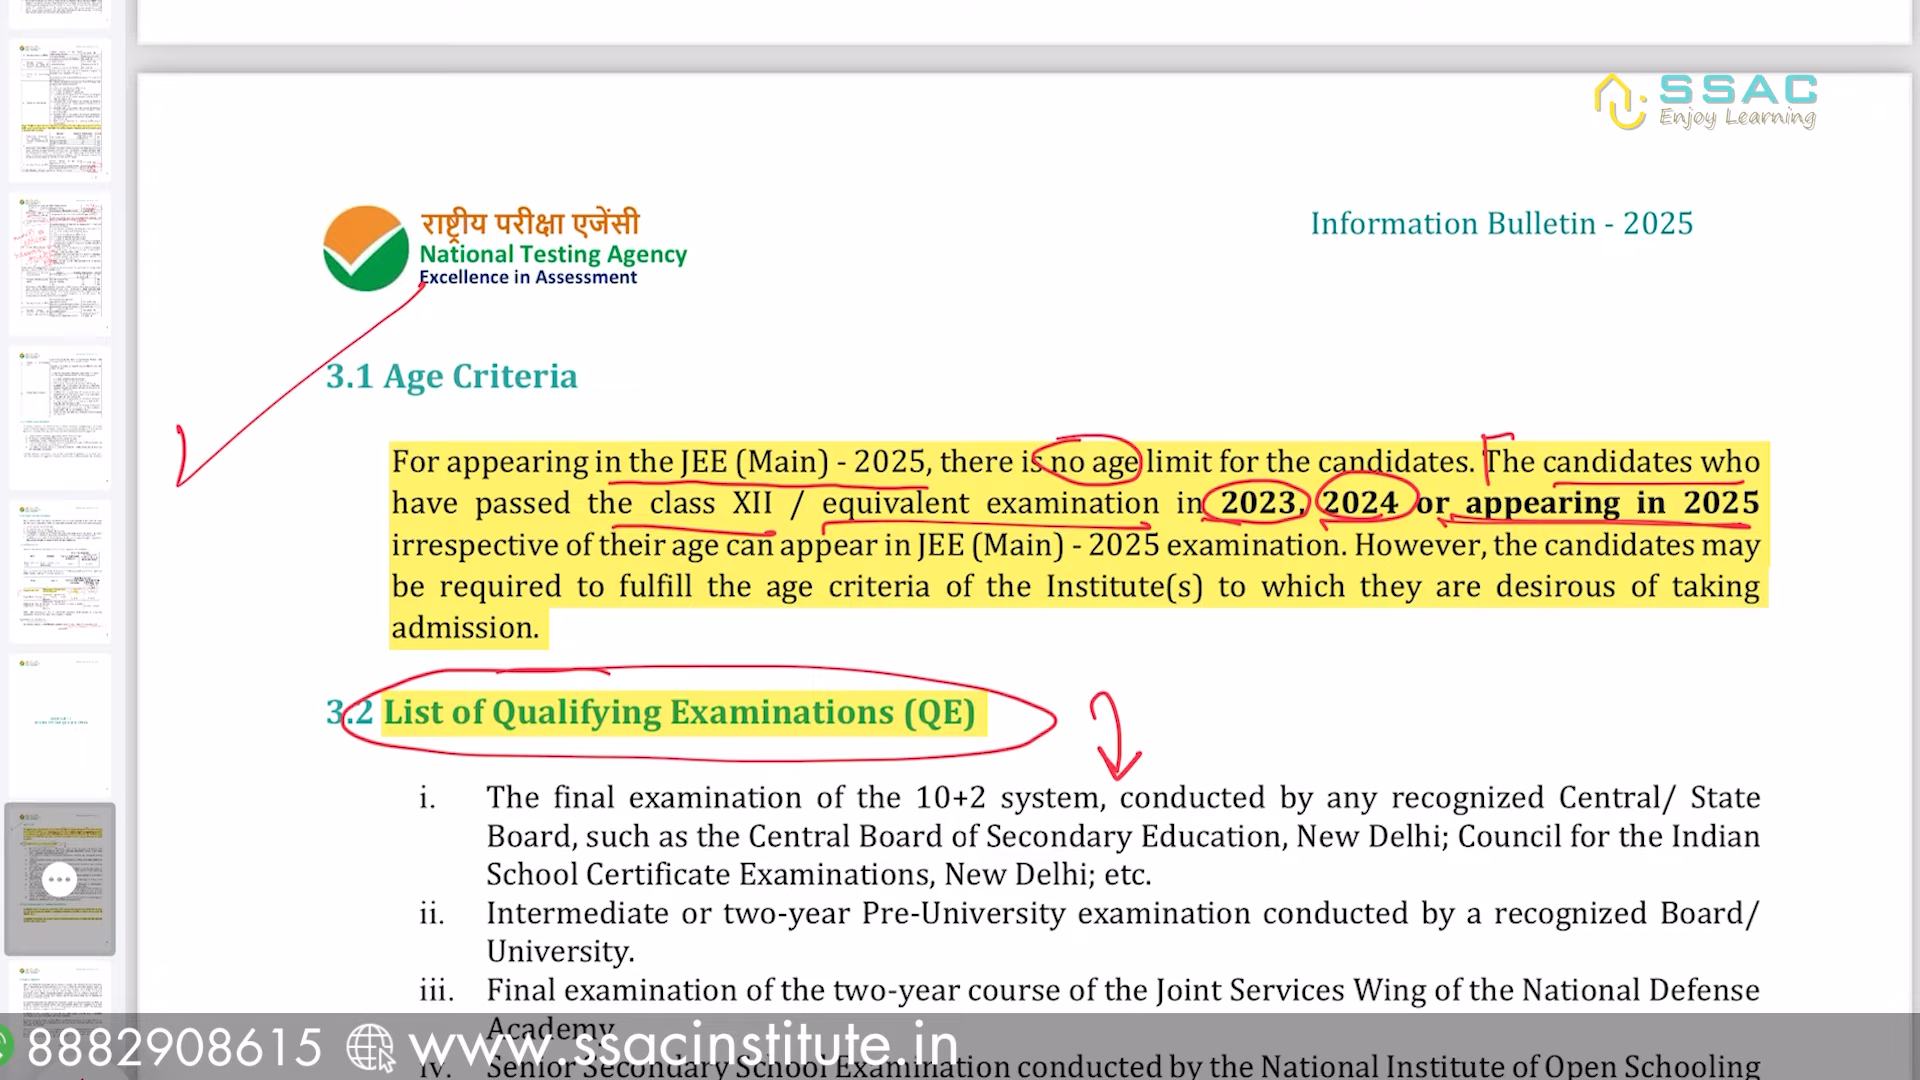 SSAC
Enjoy Learning
राष्ट्रीय परीक्षा एजेंसी
National Testing Agency
Excellence in Assessment
Information Bulletin - 2025
3.1 Age Criteria
For appearing in the JEE (Main) - 2025, there is no age limit for the candidates. The candidates who
have passed the class XII / equivalent examination in 2023, 2024 or appearing in 2025
irrespective of their age can appear in JEE (Main) - 2025 examination. However, the candidates may
be required to fulfill the age criteria of the Institute(s) to which they are desirous of taking
admission.
3.2 List of Qualifying Examinations (QE)
i. The final examination of the 10+2 system, conducted by any recognized Central/ State
Board, such as the Central Board of Secondary Education, New Delhi; Council for the Indian
School Certificate Examinations, New Delhi; etc.
ii. Intermediate or two-year Pre-University examination conducted by a recognized Board/
University.
iii. Final examination of the two-year course of the Joint Services Wing of the National Defense
Academy
iv. Senior Secondary School Examination conducted by the National Institute of Open Schooling
8882908615 www.ssacinstitute.in